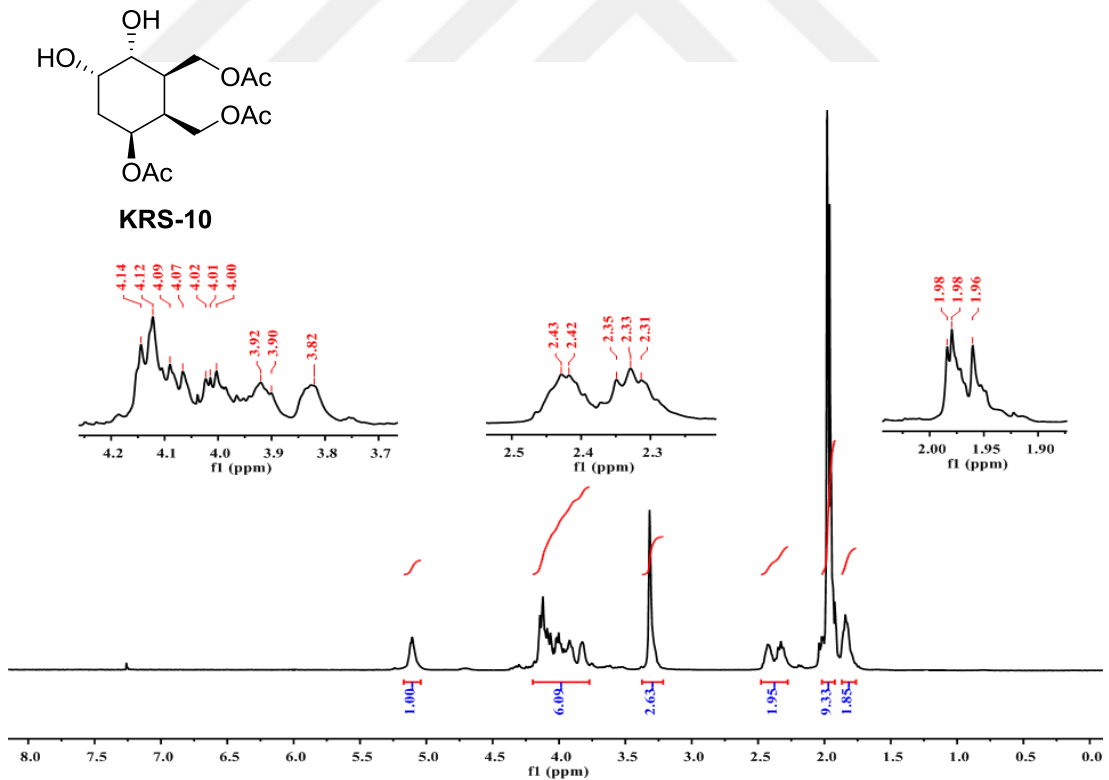 OH
HO
OAc
OAc
OAc
KRS-10
4.14
4.12
4.09
4.07
4.02
4.01
4.00
3.92
3.90
3.82
4.2 4.1 4.0 3.9 3.8 3.7
f1 (ppm)
2.43
2.42
2.35
2.33
2.31
2.5 2.4 2.3
f1 (ppm)
1.98
1.98
1.96
2.00 1.95 1.90
f1 (ppm)
1.00
6.09
2.63
1.95
9.33
1.85
8.0 7.5 7.0 6.5 6.0 5.5 5.0 4.5 4.0 3.5 3.0 2.5 2.0 1.5 1.0 0.5 0.0
f1 (ppm)